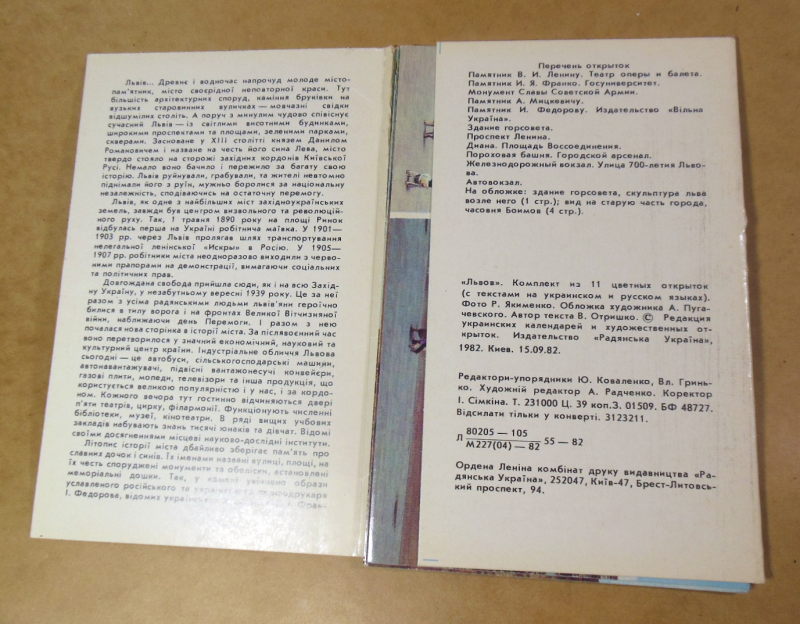 Львів... Древнє і водночас напрочуд молоде місто-
пам'ятник, місто своєрідної неповторної краси. Тут
більшість архітектурних споруд, каміння бруківки на
вузьких старовинних вуличках — мовчазні свідки
відшумілих століть. А поруч з минулим чудово співіснує
сучасний Львів — із світлими висотними будинками,
широкими проспектами та площами, зеленими парками,
скверами. Засноване у XIII столітті князем Данилом
Романовичем і назване на честь його сина Лева, місто
твердо стояло на сторожі західних кордонів Київської
Русі. Немало воно бачило і пережило за багату свою
історію. Львів руйнували, грабували, та жителі невтомно
піднімали його з руїн, мужньо боролися за національну
незалежність, сподіваючись на остаточну перемогу.
Львів, як одне з найбільших міст західноукраїнських
земель, завжди був центром визвольного та революцій-
ного руху. Так, 1 травня 1890 року на площі Ринок
відбулась перша на Україні робітнича маївка. У 1901—
1903 рр. через Львів пролягав шлях транспортування
нелегальної ленінської «Искры» в Росію. У 1905—
1907 рр. робітники міста неодноразово виходили з черво-
ними прапорами на демонстрації, вимагаючи соціальних
та політичних прав.
Довгождана свобода прийшла сюди, як і на всю Захід-
ну Україну, у незабутньому вересні 1939 року. Це за неї
разом з усіма радянськими людьми львів'яни героїчно
билися в тилу ворога і на фронтах Великої Вітчизняної
війни, наближаючи день Перемоги. І разом з нею
почалася нова сторінка в історії міста. За післявоєнний час
воно перетворилося у значний економічний, науковий та
культурний центр країни. Індустріальне обличчя Львова
сьогодні — це автобуси, сільськогосподарські машини,
автонавантажувачі, підвісні вантажонесучі конвейєри,
газові плити, мопеди, телевізори та інша продукція, що
користується великою популярністю і у нас, і за кордо-
ном. Кожного вечора тут гостинно відчиняються двері
п'яти театрів, цирку, філармонії. Функціонують численні
бібліотеки, музеї, кінотеатри. В ряді вищих учбових
закладів набувають знань тисячі юнаків та дівчат. Відомі
своїми досягненнями місцеві науково-дослідні інститути.
Літопис історії міста дбайливо зберігає пам'ять про
славних дочок і синів. Їх іменами названі вулиці, площі, на
їх честь споруджені монументи та обеліски, встановлені
меморіальні дошки. Так, у камені увічнено образи
уславленого російського та українського першодрукаря
І. Федорова, відомих українських
Перечень открыток
Памятник В. И. Ленину. Театр оперы и балета.
Памятник И. Я. Франко. Госуниверситет.
Монумент Славы Советской Армии.
Памятник А. Мицкевичу.
Памятник И. Федорову. Издательство «Вільна
Україна».
Здание горсовета.
Проспект Ленина.
Диана. Площадь Воссоединения.
Пороховая башня. Городской арсенал.
Железнодорожный вокзал. Улица 700-летия Льво-
ва.
Автовокзал.
На обложке: здание горсовета, скульптура льва
возле него (1 стр.); вид на старую часть города,
часовня Боимов (4 стр.).
«Львов». Комплект из 11 цветных открыток
(с текстами на украинском и русском языках).
Фото Р. Якименко. Обложка художника А. Пуга-
чевского. Автор текста В. Отришко. © Редакция
украинских календарей и художественных от-
крыток. Издательство «Радянська Україна»,
1982. Киев. 15.09.82.
Редактори-упорядники Ю. Коваленко, Вл. Гринь-
ко. Художній редактор А. Радченко. Коректор
І. Сімкіна. Т. 231000 Ц. 39 коп.З. 01509. БФ 48727.
Відсилати тільки у конверті. 3123211.
Л 80205 — 105
М227(04) — 82 55 — 82
Ордена Леніна комбінат друку видавництва «Ра-
дянська Україна», 252047, Київ-47, Брест-Литовсь-
кий проспект, 94.